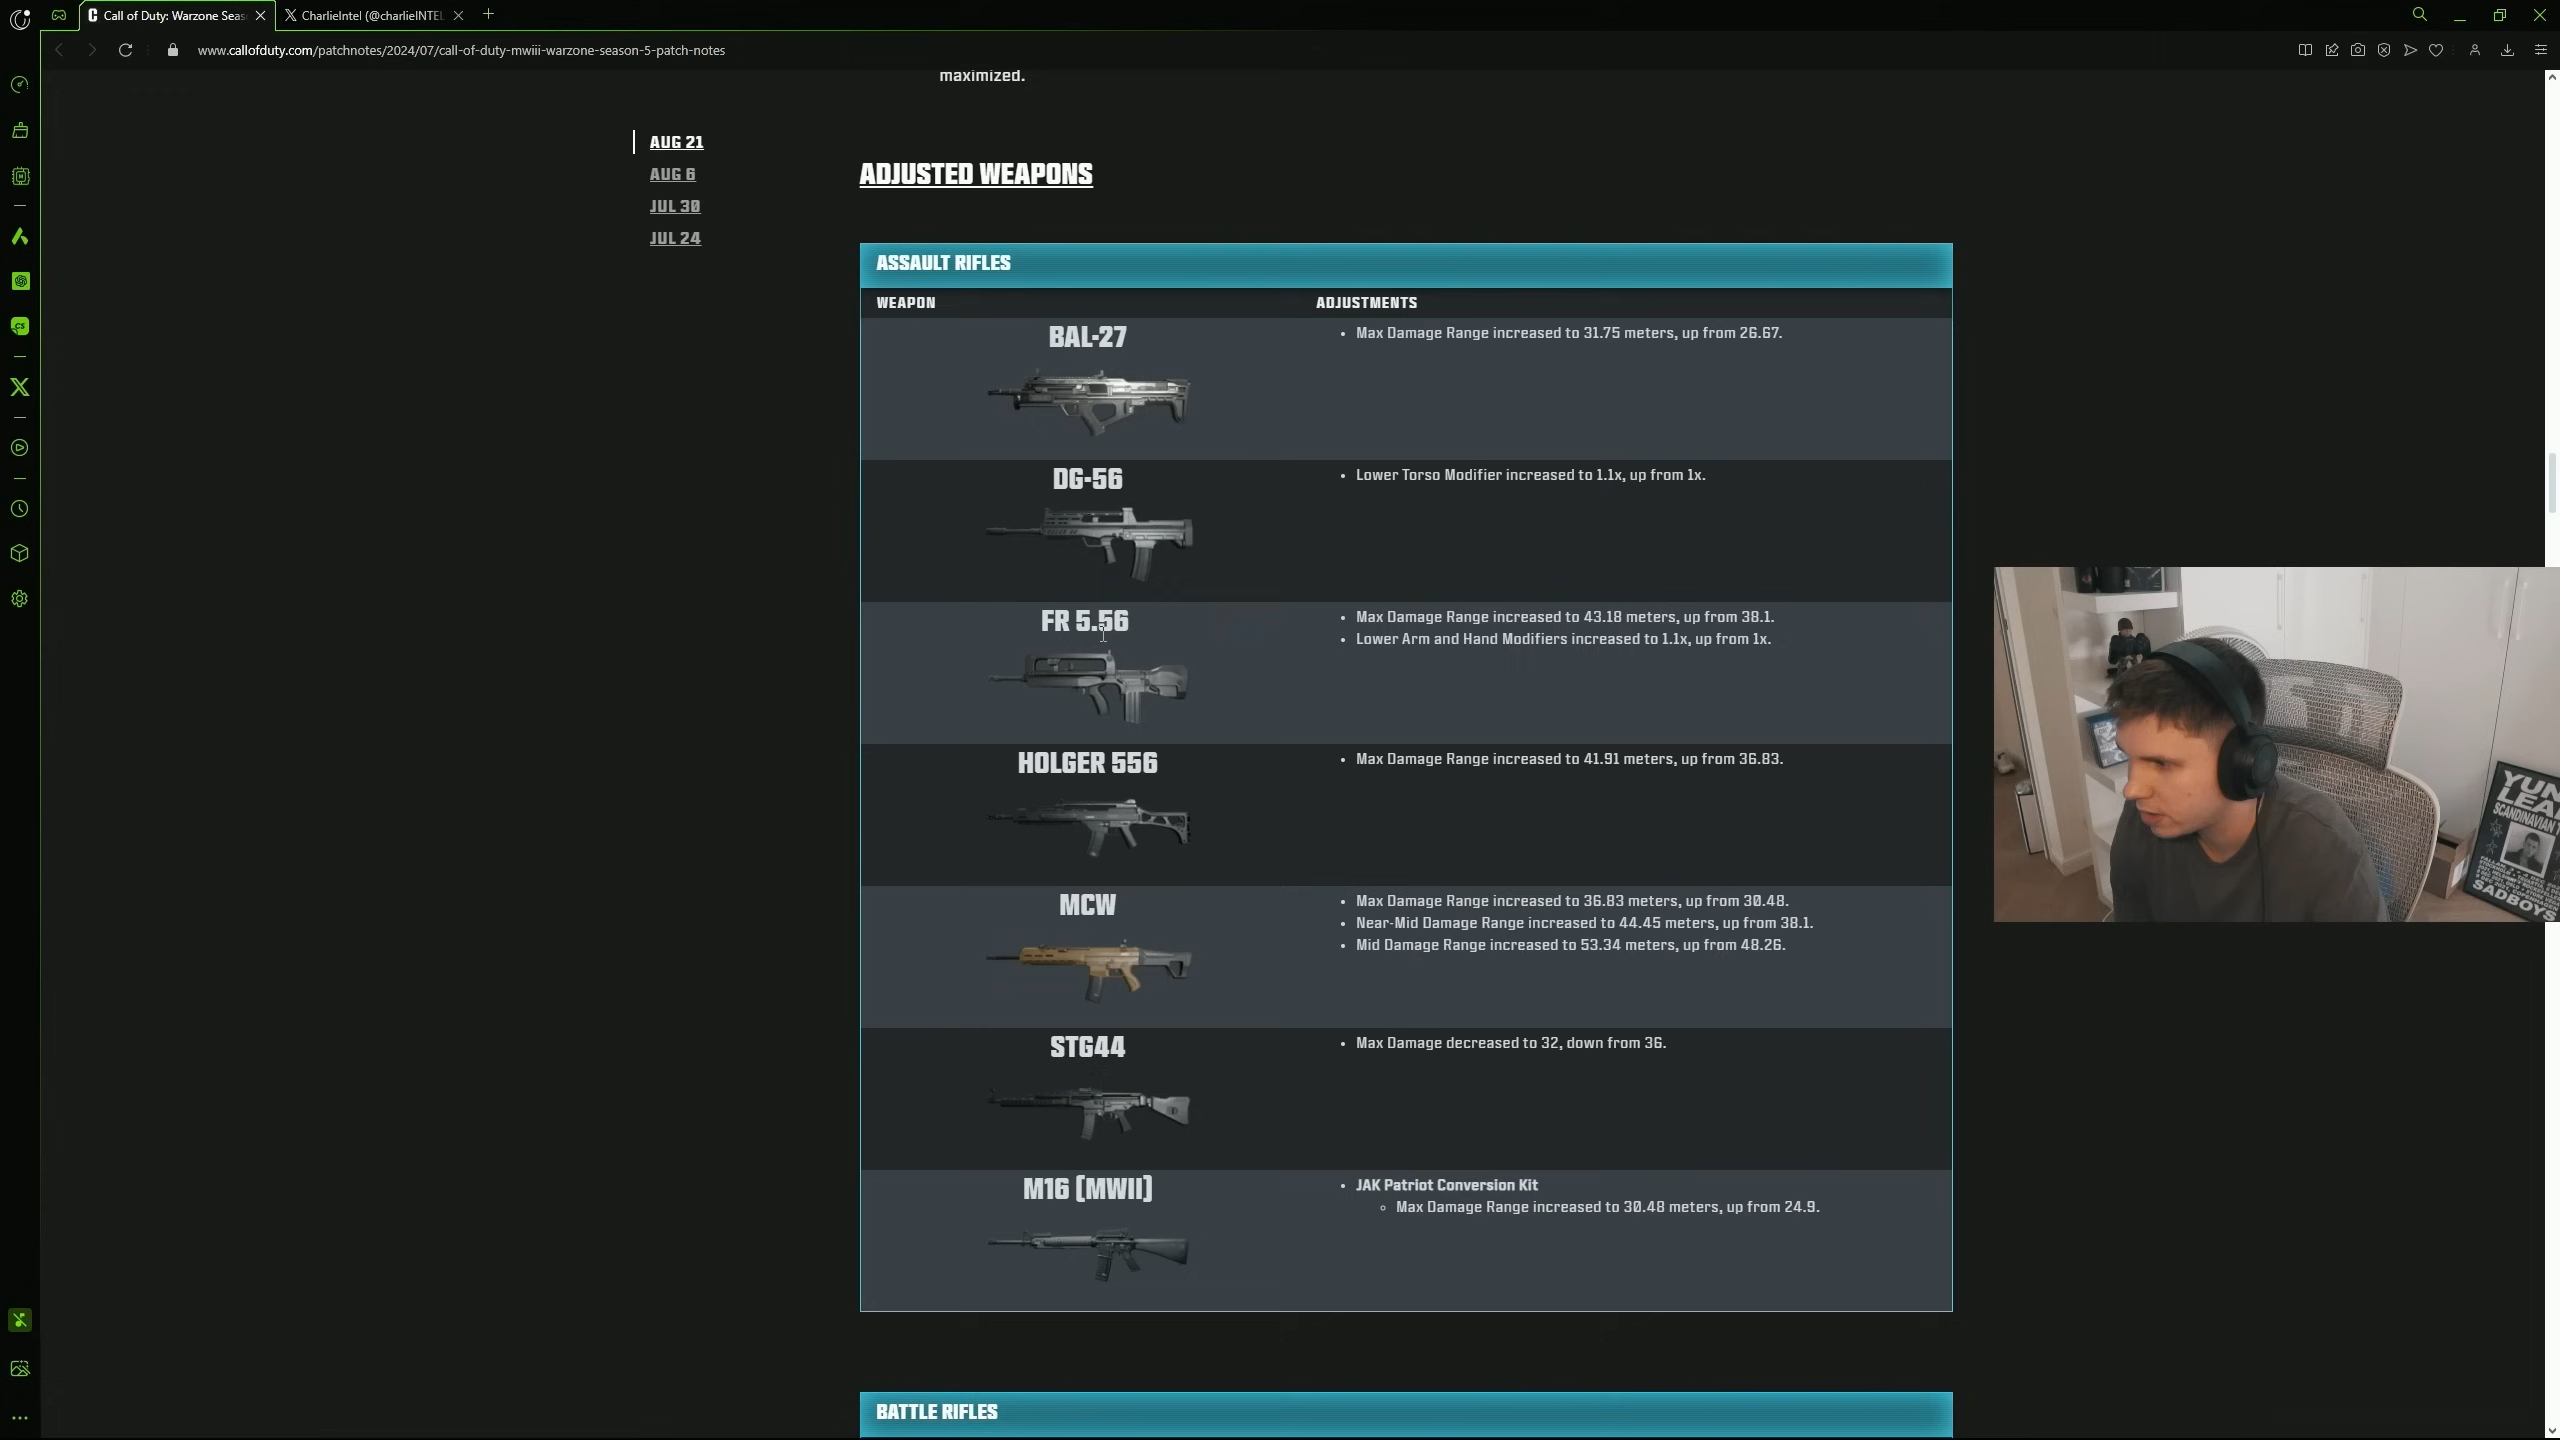 Call of Duty: Warzone Seas
CharlieIntel (@charlieINTEL
www.callofduty.com/patchnotes/2024/07/call-of-duty-mwiii-warzone-season-5-patch-notes
maximized.
AUG 21
AUG 6
JUL 30
JUL 24
ADJUSTED WEAPONS
ASSAULT RIFLES
WEAPON ADJUSTMENTS
BAL-27
• Max Damage Range increased to 31.75 meters, up from 26.67.
DG-56
• Lower Torso Modifier increased to 1.1x, up from 1x.
FR 5.56
• Max Damage Range increased to 43.18 meters, up from 38.1.
• Lower Arm and Hand Modifiers increased to 1.1x, up from 1x.
HOLGER 556
• Max Damage Range increased to 41.91 meters, up from 36.83.
MCW
• Max Damage Range increased to 36.83 meters, up from 30.48.
• Near-Mid Damage Range increased to 44.45 meters, up from 38.1.
• Mid Damage Range increased to 53.34 meters, up from 48.26.
STG44
• Max Damage decreased to 32, down from 36.
M16 (MWII)
• JAK Patriot Conversion Kit
◦ Max Damage Range increased to 30.48 meters, up from 24.9.
BATTLE RIFLES
YUN
LEA
SCANDINAVIAN
SADBOYS